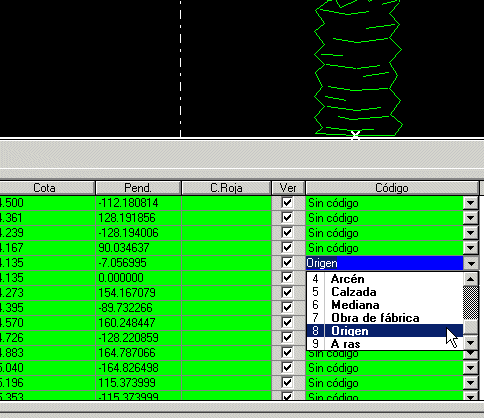 Cota Pend. C.Roja Ver Código
.500 -112.180814 Sin código
.361 128.191856 Sin código
.239 -128.194006 Sin código
.167 90.034637 Sin código
.135 -7.056995 Origen
.135 0.000000 4 Arcén
.273 154.167079 5 Calzada
.395 -89.732266 6 Mediana
.570 160.248447 7 Obra de fábrica
.726 -128.220859 8 Origen
.883 164.787066 9 A ras
.040 -164.826498 Sin código
.196 115.373999 Sin código
.353 -115.373999 Sin código